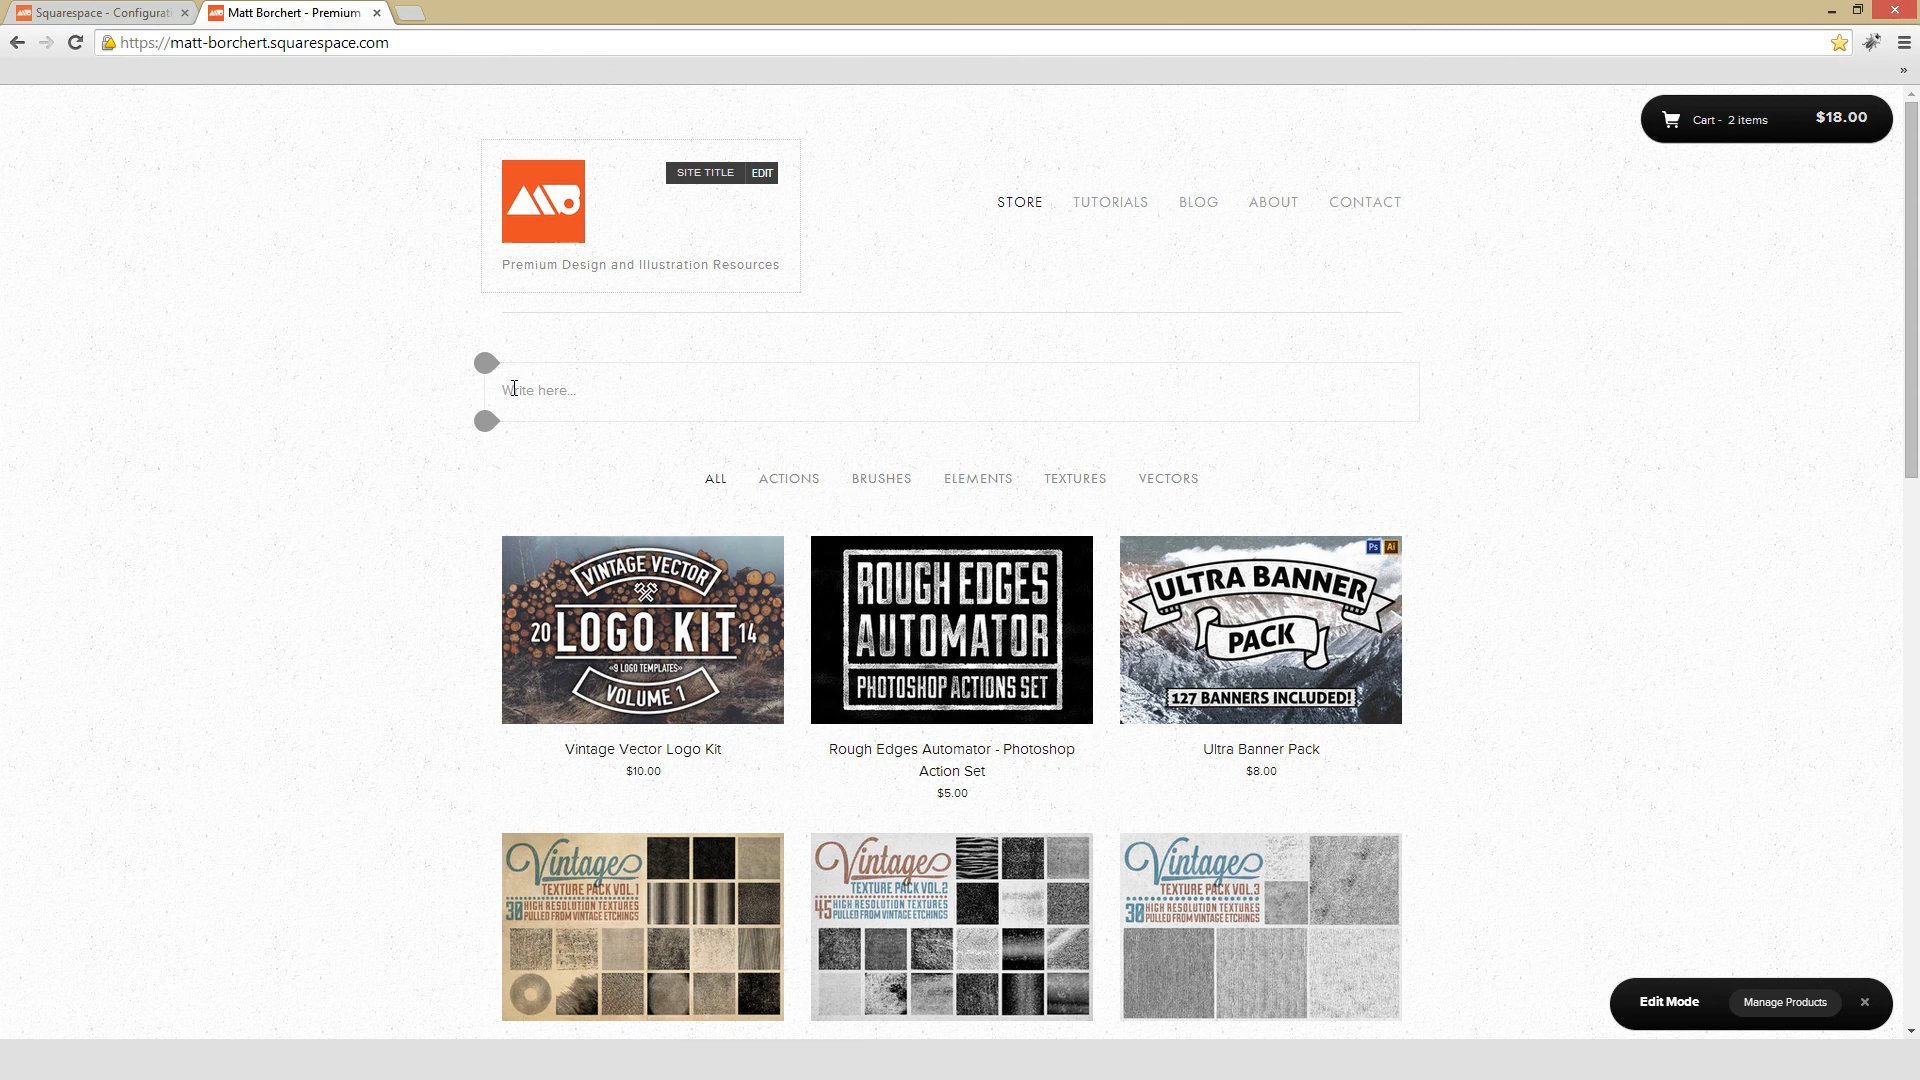 Squarespace - Configurati
Matt Borchert - Premium
https://matt-borchert.squarespace.com
»
Cart - 2 items $18.00
SITE TITLE EDIT
Premium Design and Illustration Resources
STORE TUTORIALS BLOG ABOUT CONTACT
Write here...
ALL ACTIONS BRUSHES ELEMENTS TEXTURES VECTORS
VINTAGE VECTOR
20 LOGO KIT 14
«9 LOGO TEMPLATES»
VOLUME 1
ROUGH EDGES
AUTOMATOR
PHOTOSHOP ACTIONS SET
Ps Ai
ULTRA BANNER
PACK
127 BANNERS INCLUDED!
Vintage Vector Logo Kit
$10.00
Rough Edges Automator - Photoshop
Action Set
$5.00
Ultra Banner Pack
$8.00
Vintage
TEXTURE PACK VOL.1
30 HIGH RESOLUTION TEXTURES
PULLED FROM VINTAGE ETCHINGS
Vintage
TEXTURE PACK VOL.2
45 HIGH RESOLUTION TEXTURES
PULLED FROM VINTAGE ETCHINGS
Vintage
TEXTURE PACK VOL.3
30 HIGH RESOLUTION TEXTURES
PULLED FROM VINTAGE ETCHINGS
Edit Mode Manage Products